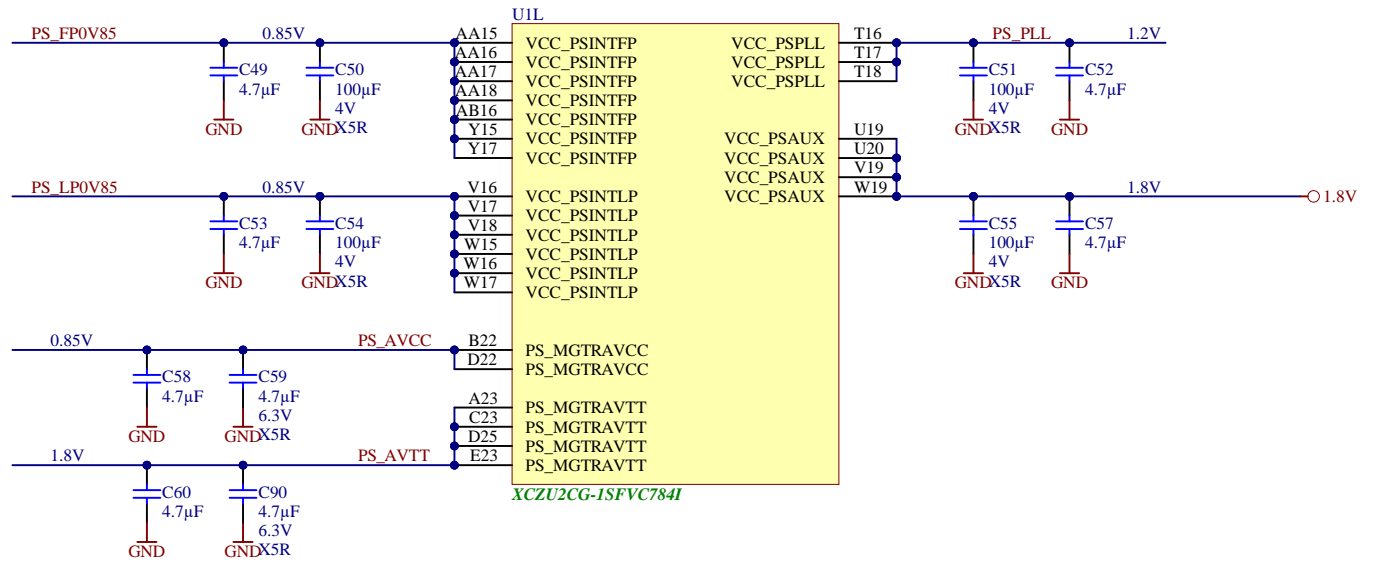 U1L
PS_FP0V85 0.85V AA15 VCC_PSINTFP VCC_PSPLL T16 PS_PLL 1.2V
AA16 VCC_PSINTFP VCC_PSPLL T17
AA17 VCC_PSINTFP VCC_PSPLL T18
AA18 VCC_PSINTFP
AB16 VCC_PSINTFP
Y15 VCC_PSINTFP
Y17 VCC_PSINTFP
C49
4.7µF
GND
C50
100µF
4V
X5R
GND
C51
100µF
4V
X5R
GND
C52
4.7µF
GND
VCC_PSAUX U19
VCC_PSAUX U20
VCC_PSAUX V19
VCC_PSAUX W19 1.8V 1.8V
PS_LP0V85 0.85V V16 VCC_PSINTLP
V17 VCC_PSINTLP
V18 VCC_PSINTLP
W15 VCC_PSINTLP
W16 VCC_PSINTLP
W17 VCC_PSINTLP
C53
4.7µF
GND
C54
100µF
4V
X5R
GND
C55
100µF
4V
X5R
GND
C57
4.7µF
GND
0.85V PS_AVCC B22 PS_MGTRAVCC
D22 PS_MGTRAVCC
C58
4.7µF
GND
C59
4.7µF
6.3V
X5R
GND
A23 PS_MGTRAVTT
C23 PS_MGTRAVTT
D25 PS_MGTRAVTT
1.8V PS_AVTT E23 PS_MGTRAVTT
C60
4.7µF
GND
C90
4.7µF
6.3V
X5R
GND
XCZU2CG-1SFVC784I